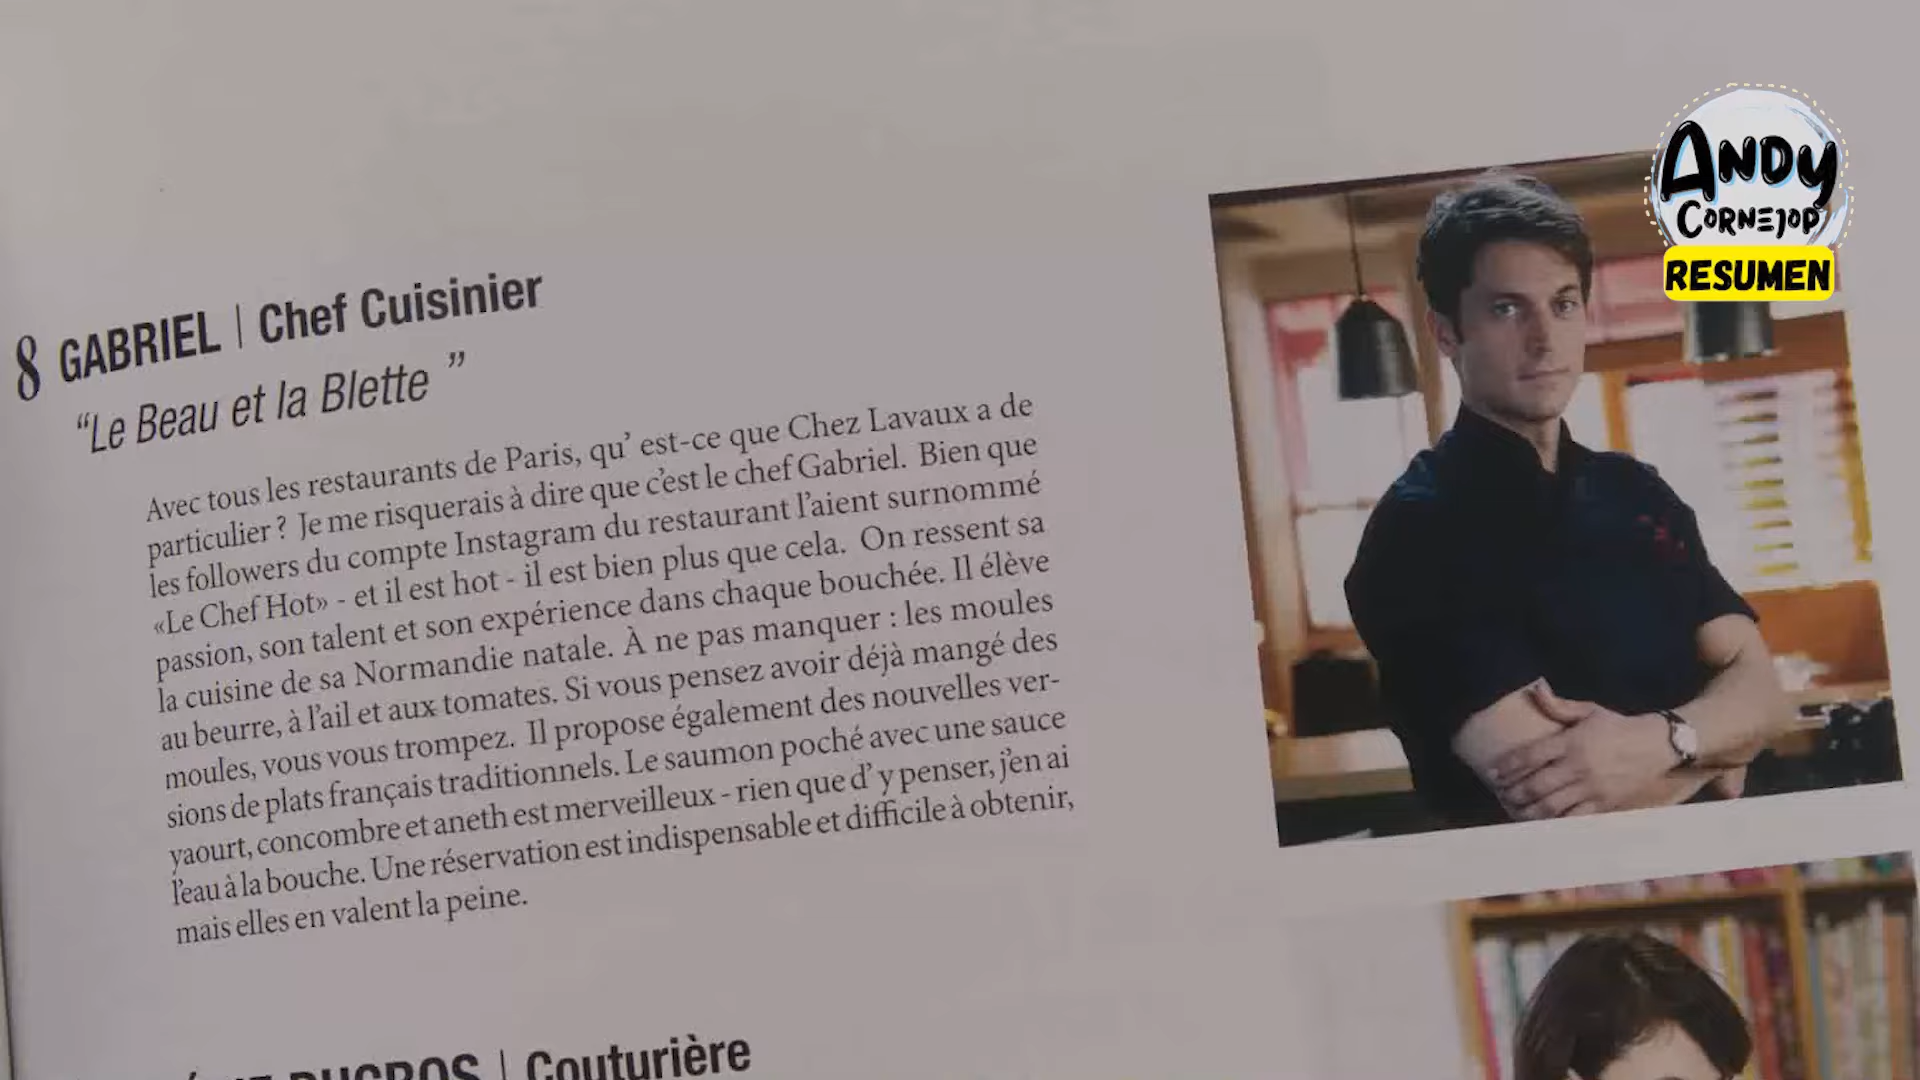 ANDY
CORNEJOP
RESUMEN
8 GABRIEL | Chef Cuisinier
“Le Beau et la Blette ”
Avec tous les restaurants de Paris, qu’ est-ce que Chez Lavaux a de
particulier ? Je me risquerais à dire que c’est le chef Gabriel. Bien que
les followers du compte Instagram du restaurant l’aient surnommé
«Le Chef Hot» - et il est hot - il est bien plus que cela. On ressent sa
passion, son talent et son expérience dans chaque bouchée. Il élève
la cuisine de sa Normandie natale. À ne pas manquer : les moules
au beurre, à l’ail et aux tomates. Si vous pensez avoir déjà mangé des
moules, vous vous trompez. Il propose également des nouvelles ver-
sions de plats français traditionnels. Le saumon poché avec une sauce
yaourt, concombre et aneth est merveilleux - rien que d’ y penser, j’en ai
l’eau à la bouche. Une réservation est indispensable et difficile à obtenir,
mais elles en valent la peine.
DUCROS | Couturière